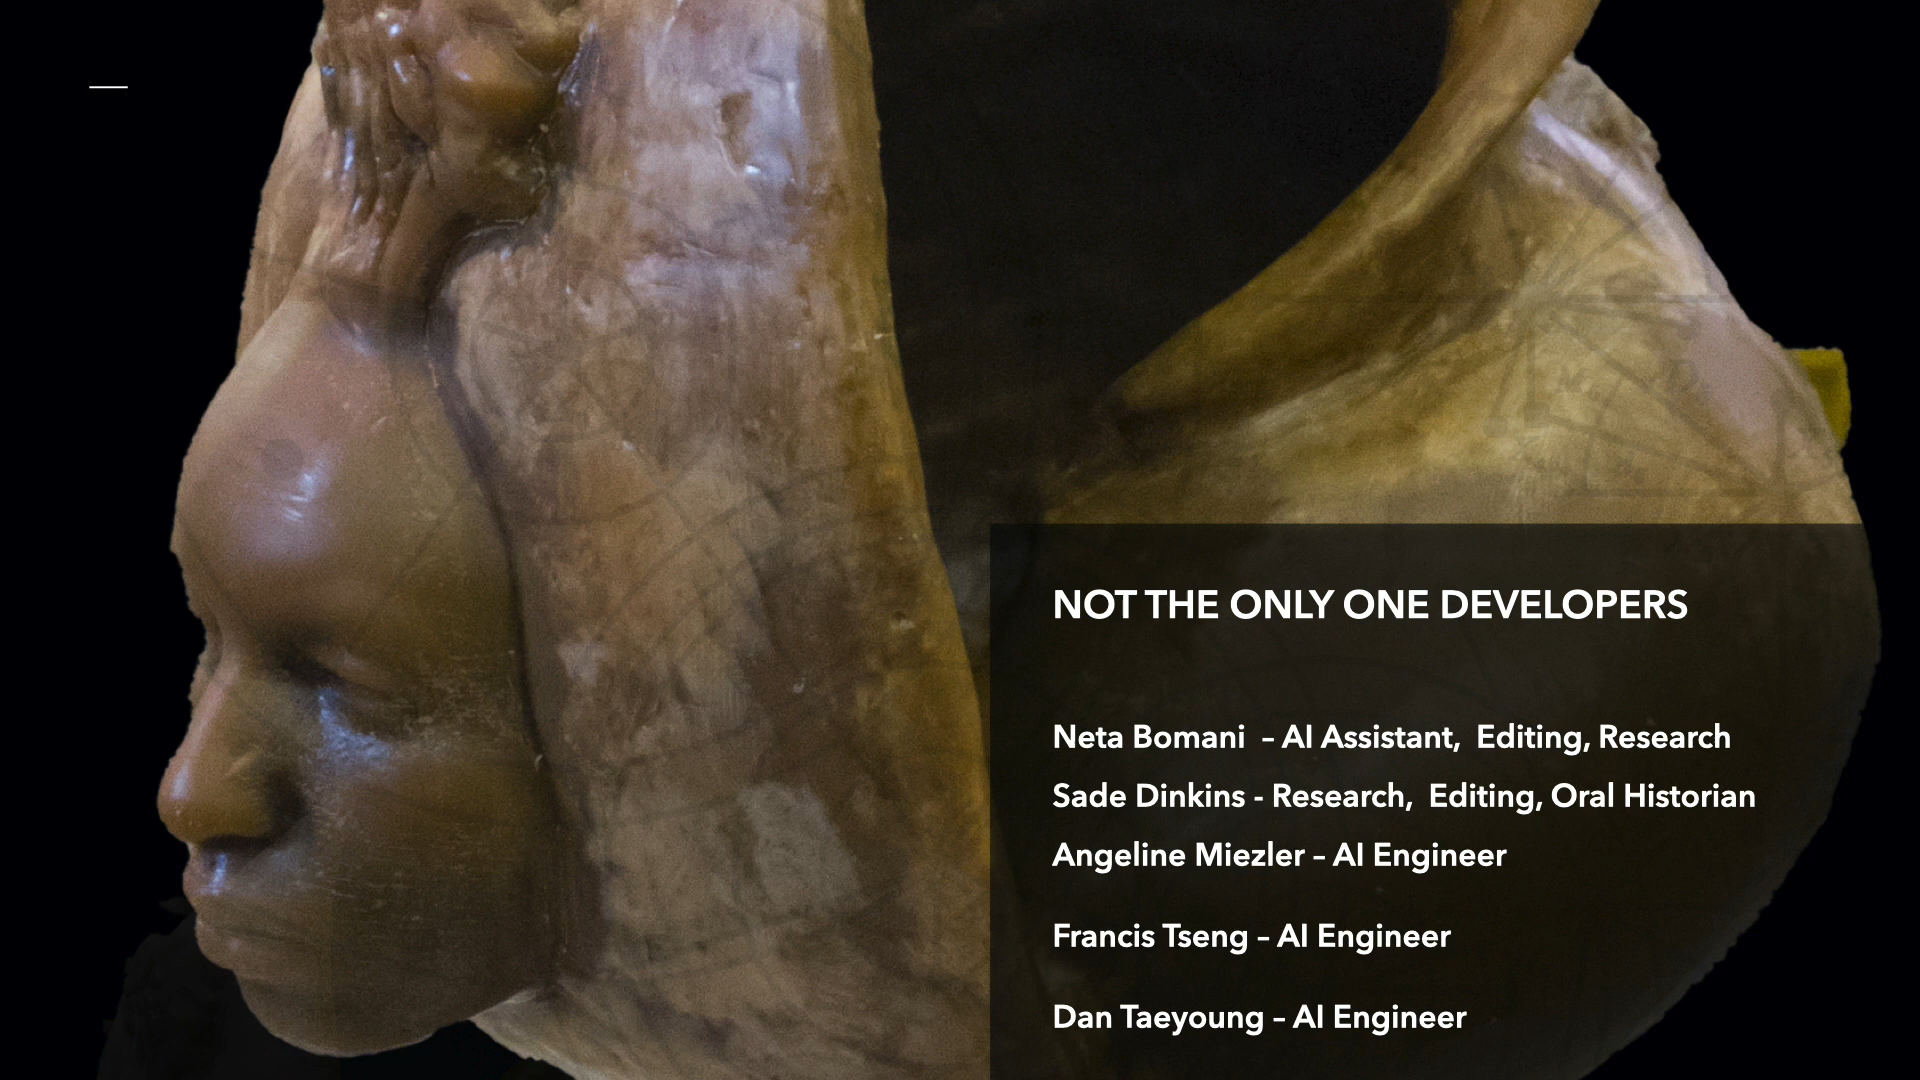 NOT THE ONLY ONE DEVELOPERS
Neta Bomani – AI Assistant, Editing, Research
Sade Dinkins - Research, Editing, Oral Historian
Angeline Miezler – AI Engineer
Francis Tseng – AI Engineer
Dan Taeyoung – AI Engineer